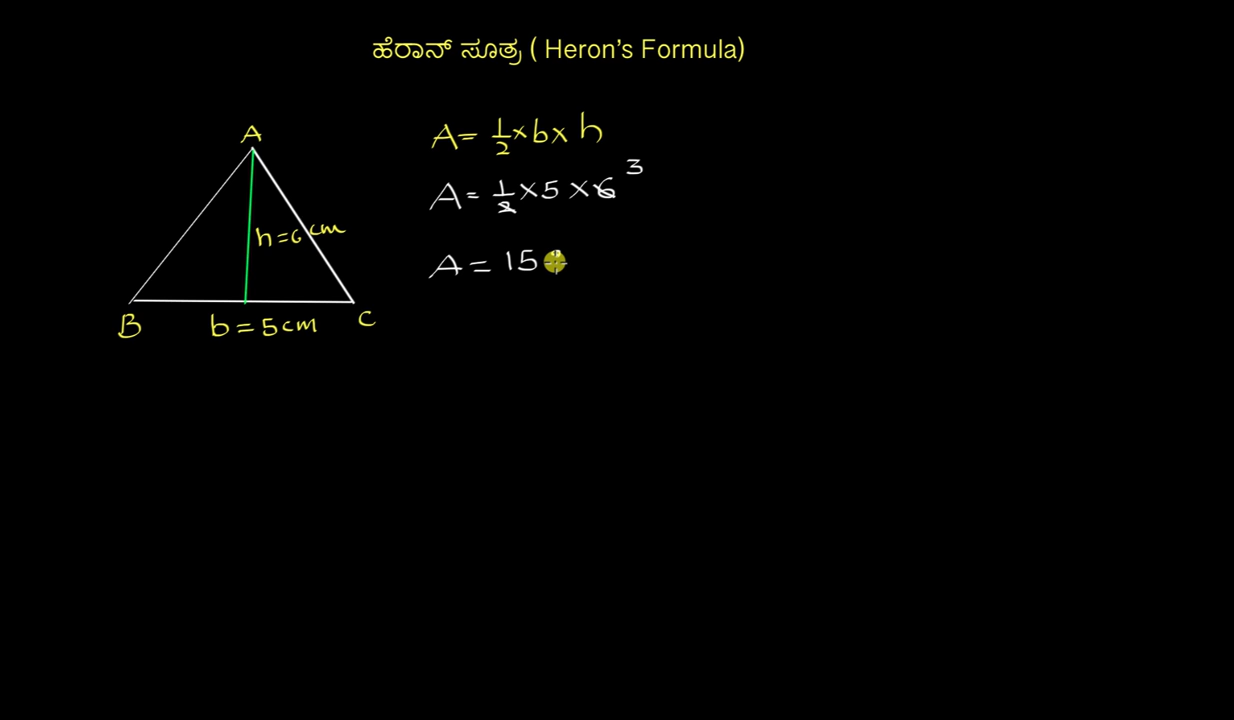 ಹೆರಾನ್ ಸೂತ್ರ ( Heron's Formula)
A
A = 1/2 × b × h
A = 1/2 × 5 × 6 3
h = 6 cm
A = 15
B
b = 5 cm
C